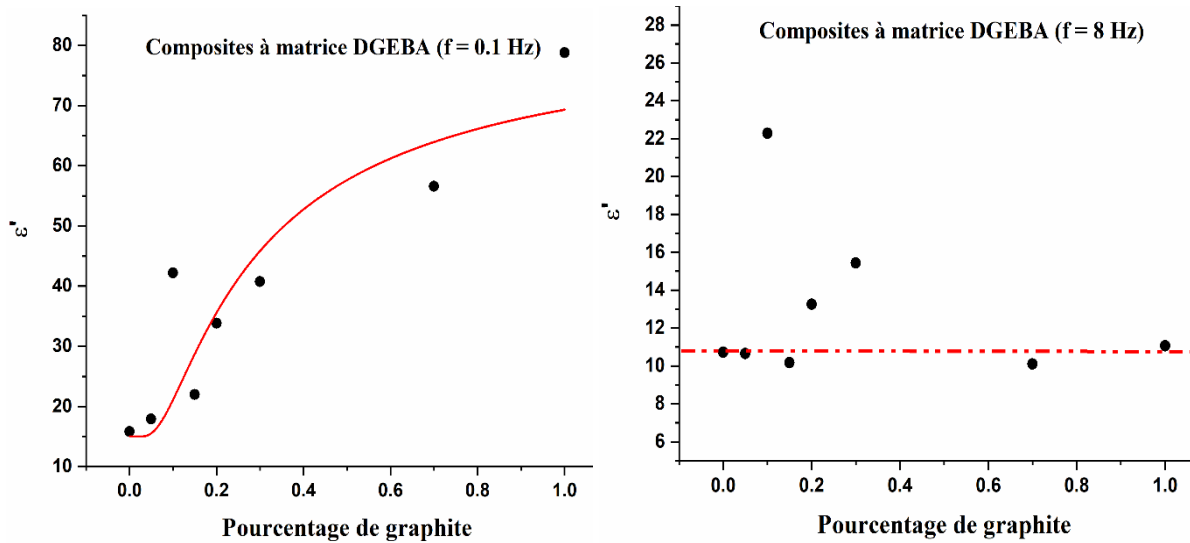 Composites à matrice DGEBA (f = 0.1 Hz)
80
70
60
50
40
30
20
10
ε'
0.0 0.2 0.4 0.6 0.8 1.0
Pourcentage de graphite
Composites à matrice DGEBA (f = 8 Hz)
28
26
24
22
20
18
16
14
12
10
8
6
ε'
0.0 0.2 0.4 0.6 0.8 1.0
Pourcentage de graphite